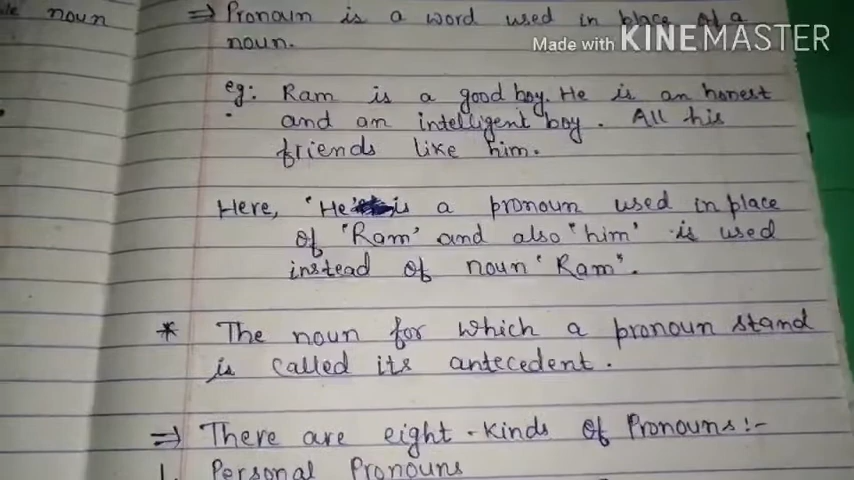 noun
⇒ Pronoun is a word used in place of a
noun.
Made with KINEMASTER
eg: Ram is a good boy. He is an honest
and an intelligent boy. All his
friends like him.
Here, "He" is a pronoun used in place
of "Ram" and also "him" is used
instead of noun "Ram".
* The noun for which a pronoun stand
is called its antecedent.
⇒ There are eight - kinds of Pronouns:-
1. Personal Pronouns